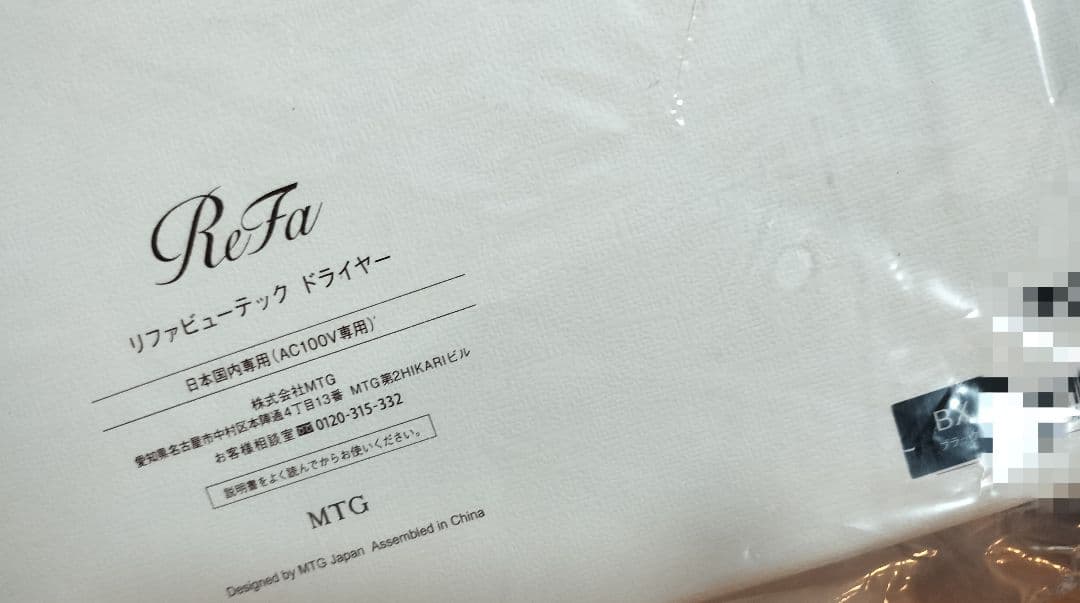 ReFa
リファビューテック ドライヤー
日本国内専用(AC100V専用)
株式会社MTG
愛知県名古屋市中村区本陣通4丁目13番 MTG第2HIKARIビル
お客様相談室 0120-315-332
説明書をよく読んでからお使いください。
MTG
Designed by MTG Japan Assembled in China
BX